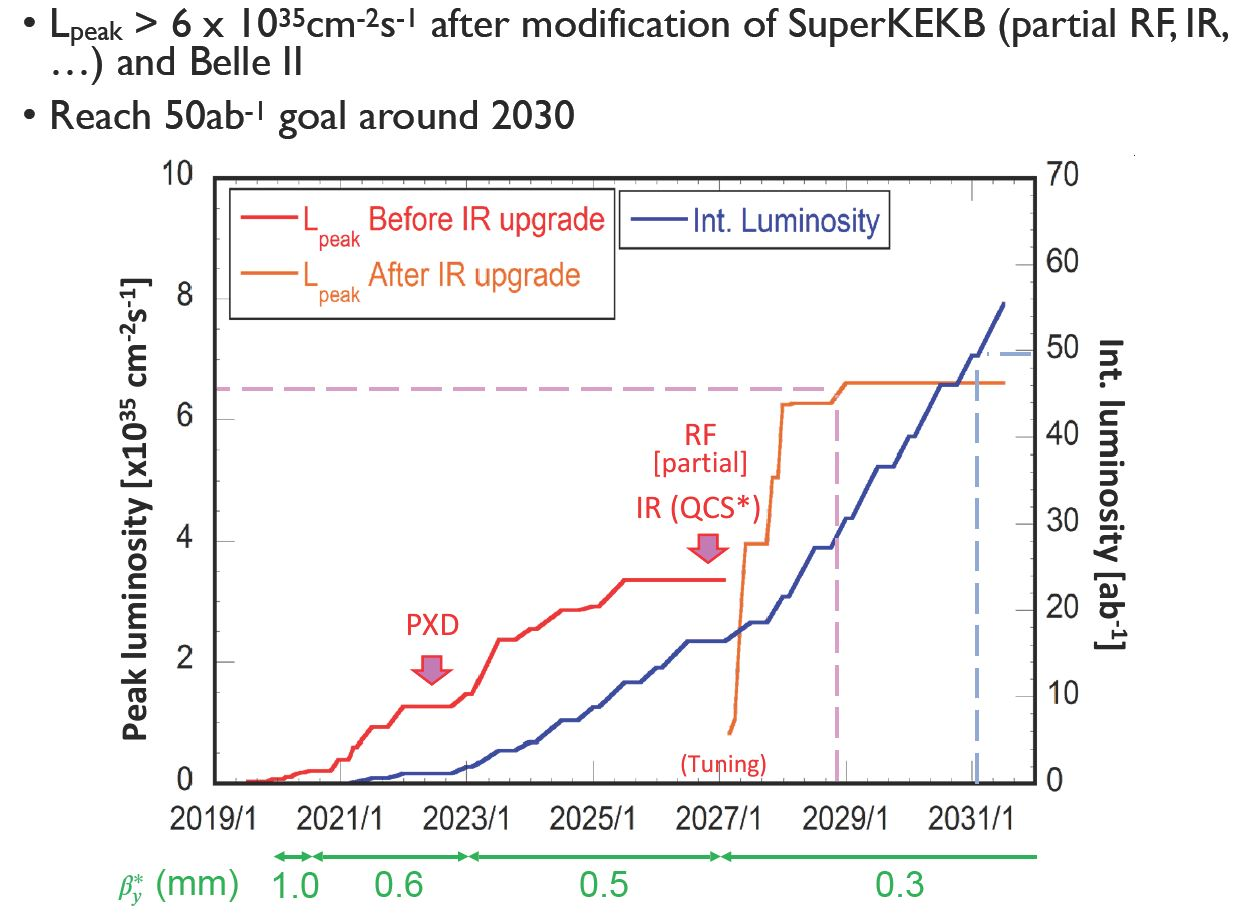 • Lpeak > 6 x 10³⁵cm⁻²s⁻¹ after modification of SuperKEKB (partial RF, IR,
…) and Belle II
• Reach 50ab⁻¹ goal around 2030
10
8
6
4
2
0
Peak luminosity [x10³⁵ cm⁻²s⁻¹]
Lpeak Before IR upgrade
Lpeak After IR upgrade
Int. Luminosity
RF
[partial]
IR (QCS*)
PXD
(Tuning)
70
60
50
40
30
20
10
0
Int. luminosity [ab⁻¹]
2019/1 2021/1 2023/1 2025/1 2027/1 2029/1 2031/1
β*y (mm) 1.0 0.6 0.5 0.3